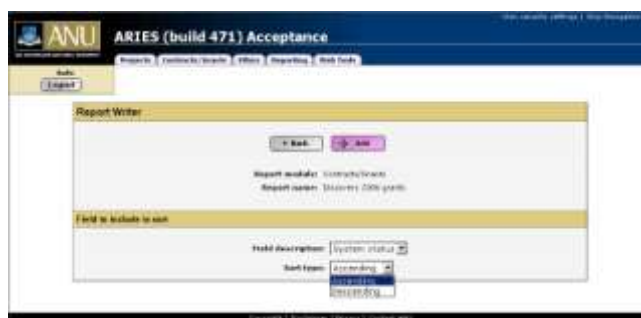 ANU
ARIES (build 471) Acceptance
Projects Contracts/Grants Ethics Reporting Web Tools
Logout
Report Writer
Back Add
Report module: Contracts/Grants
Report name: Discovery 2006 grants
Field to include in sort
Field description: System status
Sort type: Ascending
Ascending
Descending